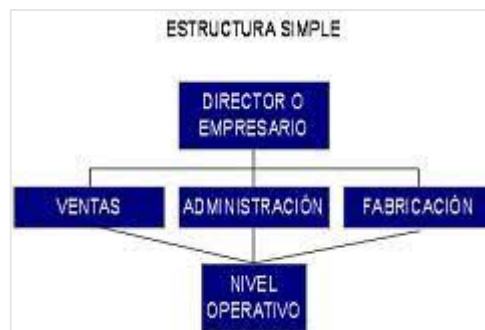 ESTRUCTURA SIMPLE
DIRECTOR O
EMPRESARIO
VENTAS
ADMINISTRACIÓN
FABRICACIÓN
NIVEL
OPERATIVO